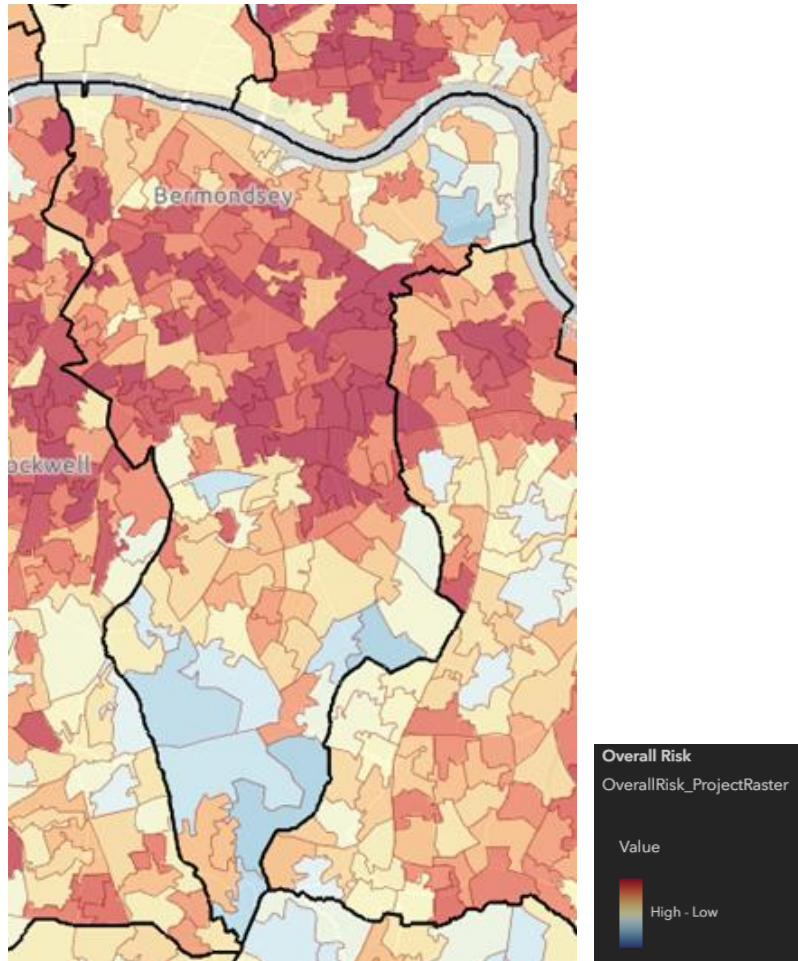 Bermondsey
ockwell
Overall Risk
OverallRisk_ProjectRaster
Value
High - Low